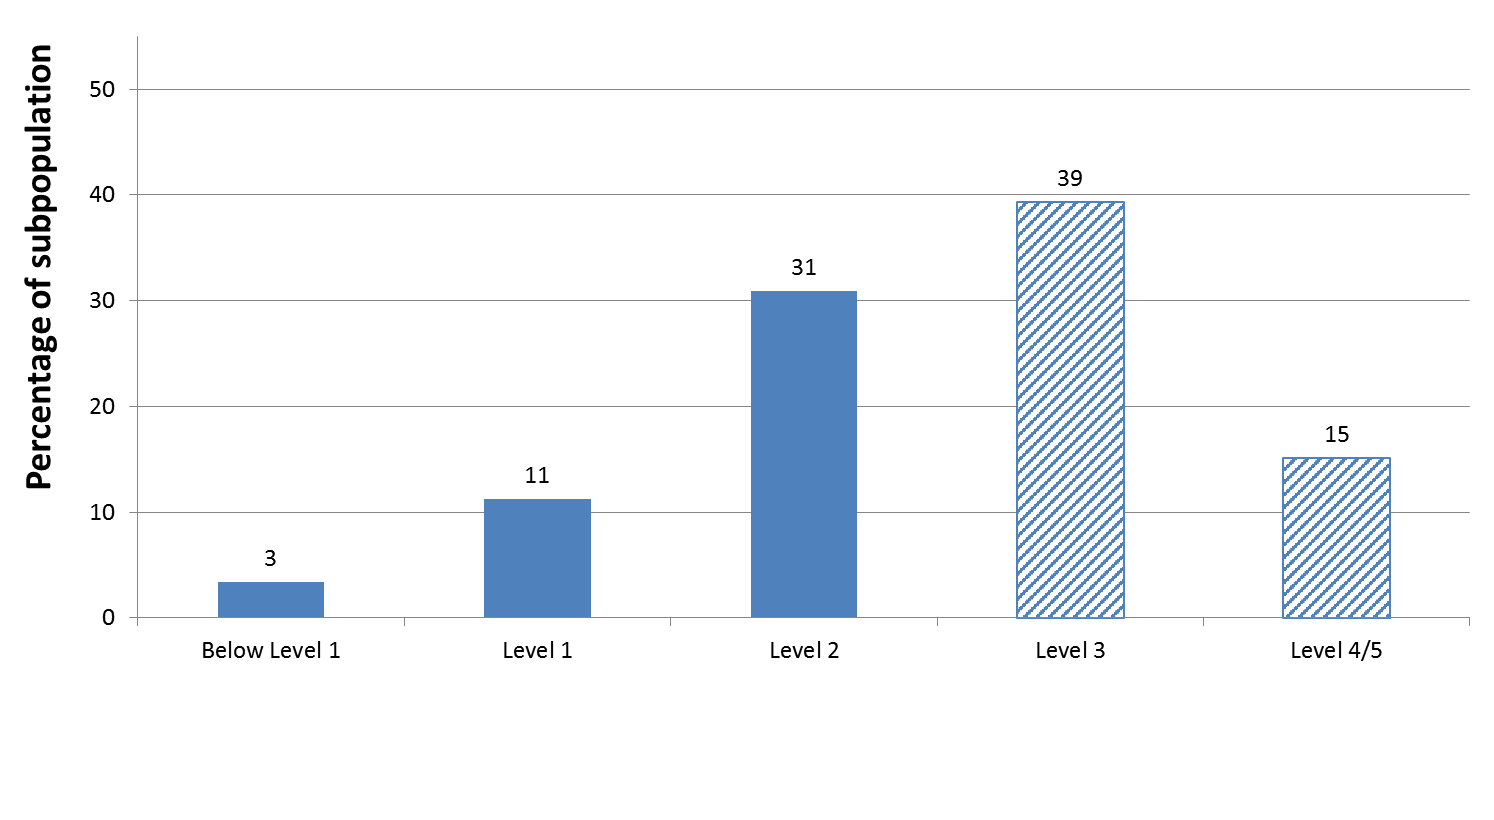 Percentage of subpopulation
50
40
30
20
10
0
3
11
31
39
15
Below Level 1
Level 1
Level 2
Level 3
Level 4/5